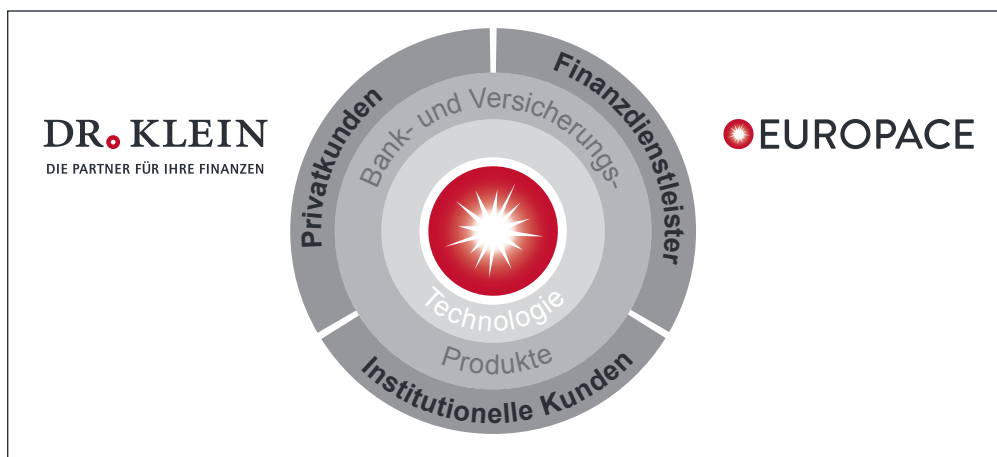 DR. KLEIN
DIE PARTNER FÜR IHRE FINANZEN
Privatkunden
Finanzdienstleister
Bank- und Versicherungs-
Produkte
Technologie
Institutionelle Kunden
EUROPACE